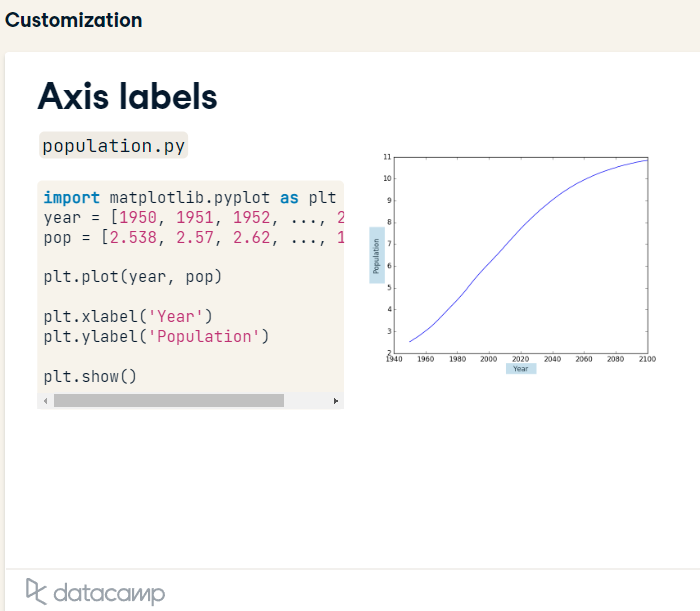 Customization
Axis labels
population.py
import matplotlib.pyplot as plt
year = [1950, 1951, 1952, ..., 2
pop = [2.538, 2.57, 2.62, ..., 1
plt.plot(year, pop)
plt.xlabel('Year')
plt.ylabel('Population')
plt.show()
11
10
9
8
7
6
5
4
3
2
Population
1940 1960 1980 2000 2020 2040 2060 2080 2100
Year
datacamp